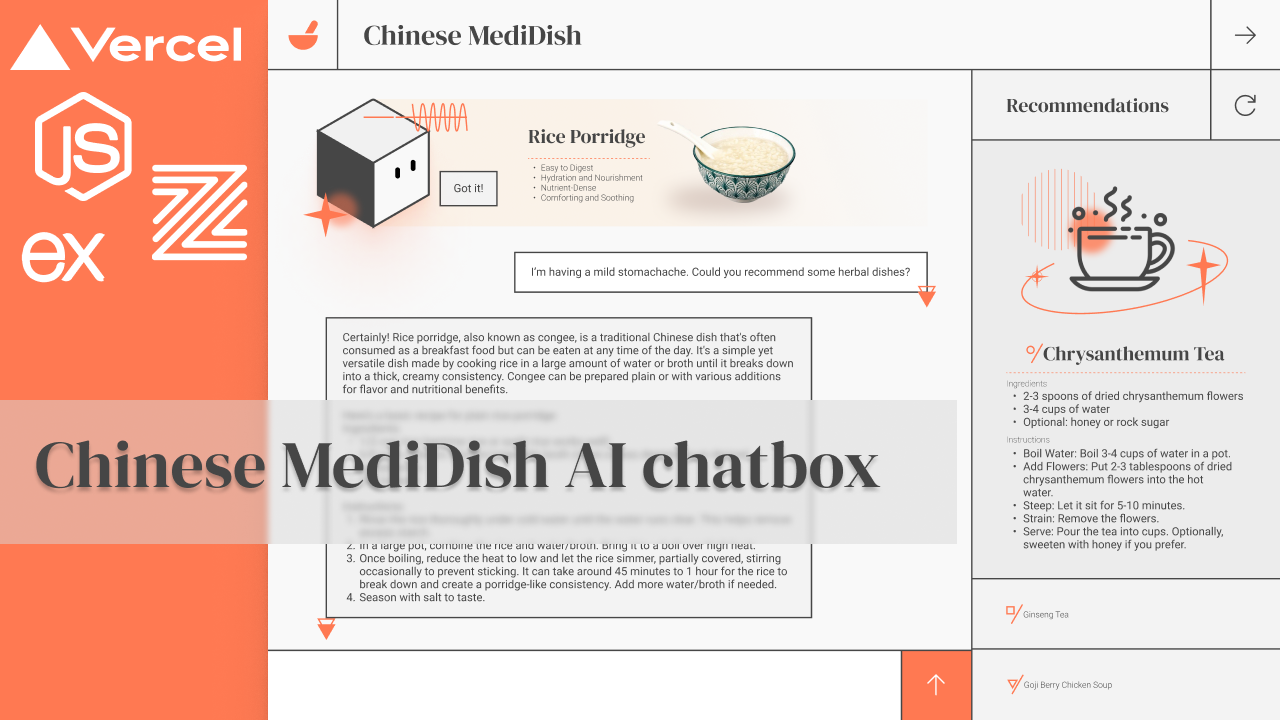 Vercel
JS
ex
Chinese MediDish
Recommendations
Rice Porridge
• Easy to Digest
• Hydration and Nourishment
• Nutrient-Dense
• Comforting and Soothing
Got it!
I'm having a mild stomachache. Could you recommend some herbal dishes?
Certainly! Rice porridge, also known as congee, is a traditional Chinese dish that's often
consumed as a breakfast food but can be eaten at any time of the day. It's a simple yet
versatile dish made by cooking rice in a large amount of water or broth until it breaks down
into a thick, creamy consistency. Congee can be prepared plain or with various additions
for flavor and nutritional benefits.
Chinese MediDish AI chatbox
2. In a large pot, combine the rice and water/broth. Bring it to a boil over high heat.
3. Once boiling, reduce the heat to low and let the rice simmer, partially covered, stirring
occasionally to prevent sticking. It can take around 45 minutes to 1 hour for the rice to
break down and create a porridge-like consistency. Add more water/broth if needed.
4. Season with salt to taste.
Chrysanthemum Tea
Ingredients
• 2-3 spoons of dried chrysanthemum flowers
• 3-4 cups of water
• Optional: honey or rock sugar
Instructions
• Boil Water: Boil 3-4 cups of water in a pot.
• Add Flowers: Put 2-3 tablespoons of dried
chrysanthemum flowers into the hot
water.
• Steep: Let it sit for 5-10 minutes.
• Strain: Remove the flowers.
• Serve: Pour the tea into cups. Optionally,
sweeten with honey if you prefer.
Ginseng Tea
Goji Berry Chicken Soup